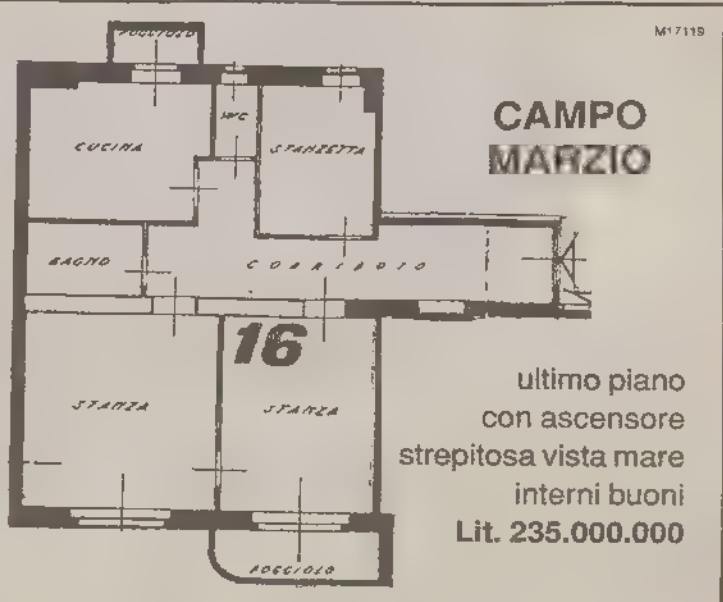 POGGIOLO
M17119
CAMPO
MARZIO
CUCINA
WC
STANZETTA
BAGNO
CORRIDOIO
16
STANZA
STANZA
ultimo piano
con ascensore
strepitosa vista mare
interni buoni
Lit. 235.000.000
POGGIOLO